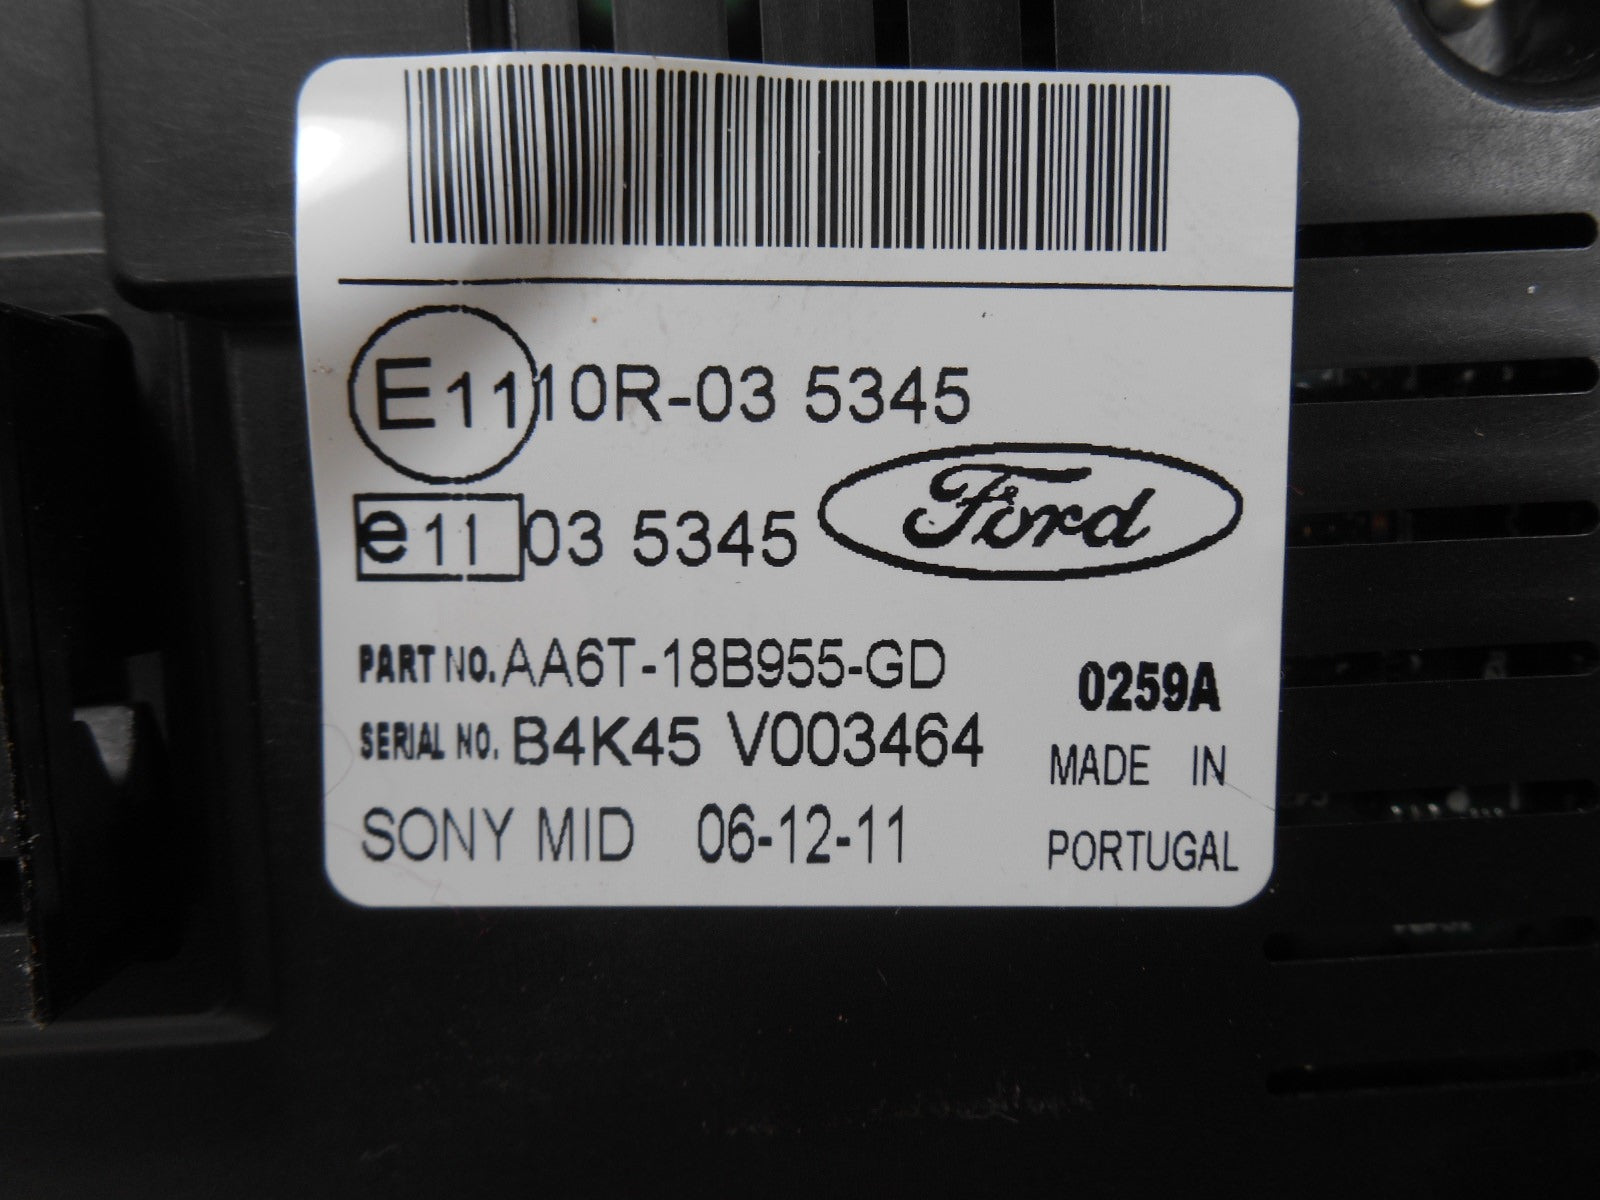 E11 10R-03 5345
e11 03 5345
Ford
PART NO. AA6T-18B955-GD
0259A
SERIAL NO. B4K45 V003464
MADE IN
SONY MID 06-12-11
PORTUGAL